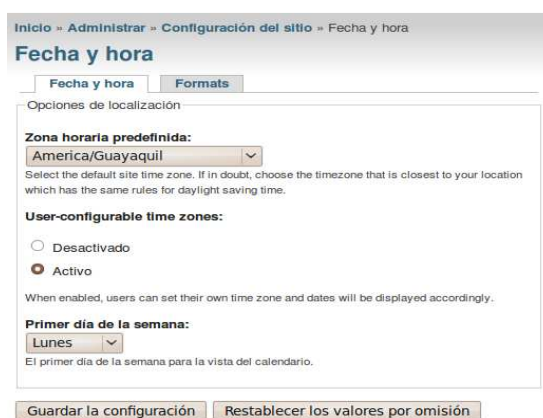 Inicio » Administrar » Configuración del sitio » Fecha y hora
Fecha y hora
Fecha y hora Formats
Opciones de localización
Zona horaria predefinida:
America/Guayaquil
Select the default site time zone. If in doubt, choose the timezone that is closest to your location
which has the same rules for daylight saving time.
User-configurable time zones:
Desactivado
Activo
When enabled, users can set their own time zone and dates will be displayed accordingly.
Primer día de la semana:
Lunes
El primer día de la semana para la vista del calendario.
Guardar la configuración Restablecer los valores por omisión